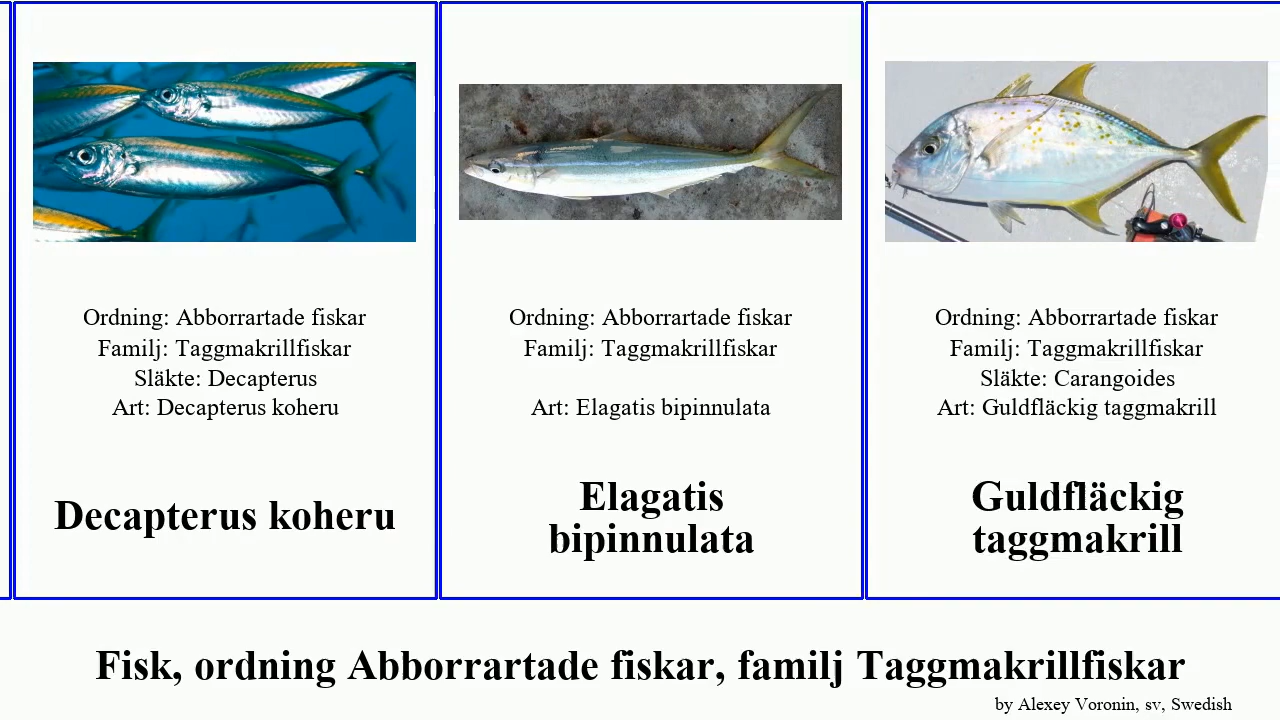 Ordning: Abborrartade fiskar
Familj: Taggmakrillfiskar
Släkte: Decapterus
Art: Decapterus koheru
Decapterus koheru
Ordning: Abborrartade fiskar
Familj: Taggmakrillfiskar
Art: Elagatis bipinnulata
Elagatis
bipinnulata
Ordning: Abborrartade fiskar
Familj: Taggmakrillfiskar
Släkte: Carangoides
Art: Guldfläckig taggmakrill
Guldfläckig
taggmakrill
Fisk, ordning Abborrartade fiskar, familj Taggmakrillfiskar
by Alexey Voronin, sv, Swedish